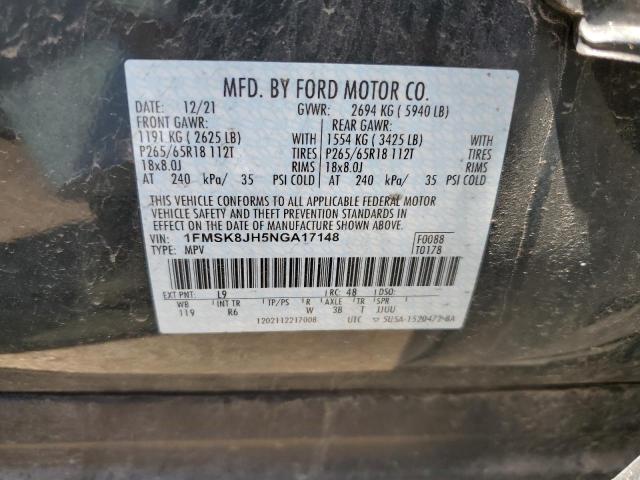 MFD. BY FORD MOTOR CO.
DATE: 12/21 GVWR: 2694 KG ( 5940 LB)
FRONT GAWR: REAR GAWR:
1191 KG ( 2625 LB) WITH 1554 KG ( 3425 LB) WITH
P265/65R18 112T TIRES P265/65R18 112T TIRES
18x8.0J RIMS 18x8.0J RIMS
AT 240 kPa/ 35 PSI COLD AT 240 kPa/ 35 PSI COLD
THIS VEHICLE CONFORMS TO ALL APPLICABLE FEDERAL MOTOR
VEHICLE SAFETY AND THEFT PREVENTION STANDARDS IN
EFFECT ON THE DATE OF MANUFACTURE SHOWN ABOVE.
VIN: 1FMSK8JH5NGA17148 F0088
TYPE: MPV T0178
EXT PNT: L9 RC: 48 DSO:
WB INT TR TP/PS R AXLE TR SPR
119 R6 W 3B T JJUU
1202112217008 UTC